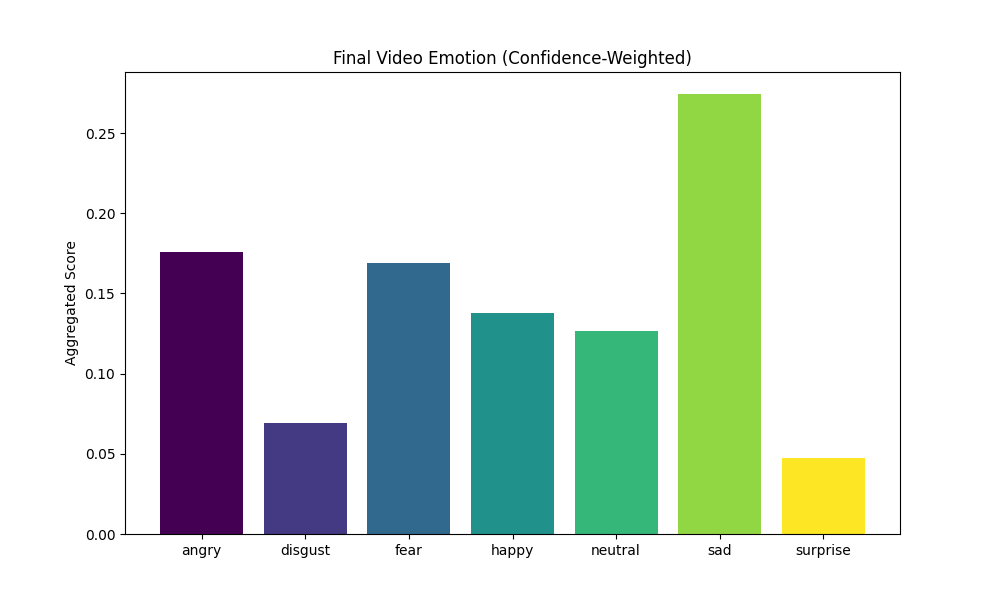 Final Video Emotion (Confidence-Weighted)
Aggregated Score
0.25
0.20
0.15
0.10
0.05
0.00
angry disgust fear happy neutral sad surprise